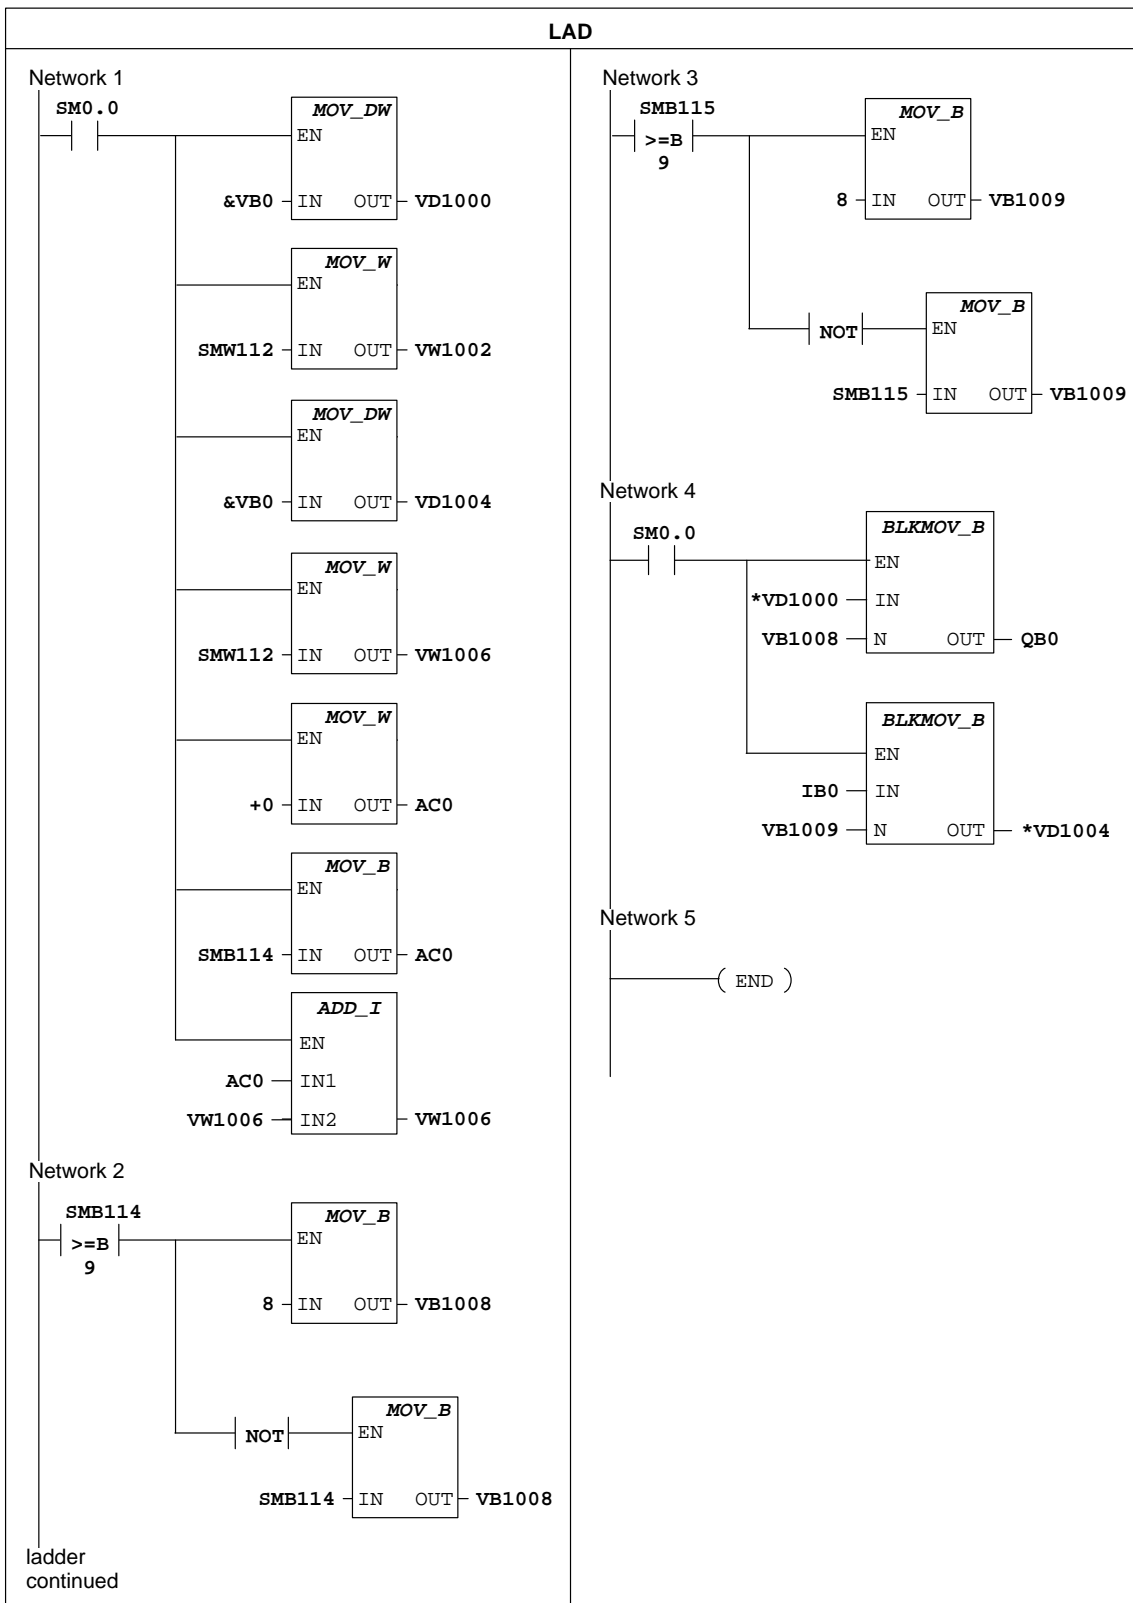 LAD
Network 1
SM0.0
MOV_DW
EN
&VB0 IN OUT VD1000
MOV_W
EN
SMW112 IN OUT VW1002
MOV_DW
EN
&VB0 IN OUT VD1004
MOV_W
EN
SMW112 IN OUT VW1006
MOV_W
EN
+0 IN OUT AC0
MOV_B
EN
SMB114 IN OUT AC0
ADD_I
EN
AC0 IN1
VW1006 IN2 VW1006
Network 2
SMB114
>=B
9
MOV_B
EN
8 IN OUT VB1008
NOT
MOV_B
EN
SMB114 IN OUT VB1008
ladder
continued
Network 3
SMB115
>=B
9
MOV_B
EN
8 IN OUT VB1009
NOT
MOV_B
EN
SMB115 IN OUT VB1009
Network 4
SM0.0
BLKMOV_B
EN
*VD1000 IN
VB1008 N OUT QB0
BLKMOV_B
EN
IB0 IN
VB1009 N OUT *VD1004
Network 5
( END )